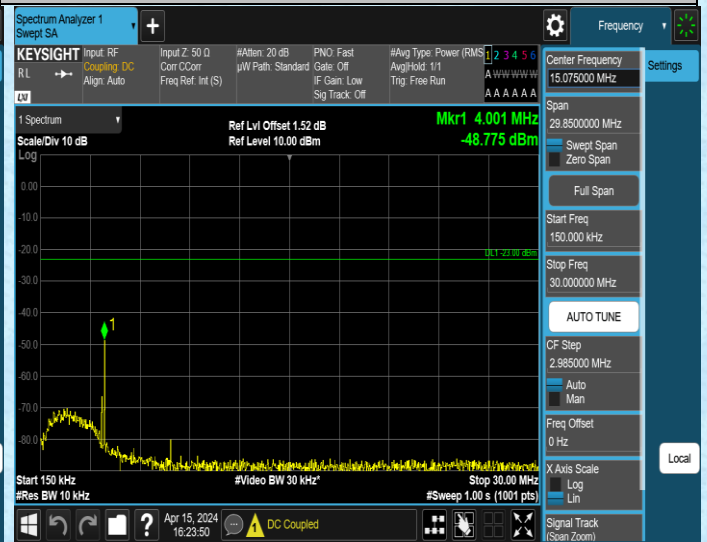 Spectrum Analyzer 1
Swept SA
+
Frequency
KEYSIGHT
RL
LXI
Input: RF
Coupling: DC
Align: Auto
Input Z: 50 Ω
Corr CCorr
Freq Ref: Int (S)
#Atten: 20 dB
µW Path: Standard
PNO: Fast
Gate: Off
IF Gain: Low
Sig Track: Off
#Avg Type: Power (RMS
Avg|Hold: 1/1
Trig: Free Run
1 2 3 4 5 6
A W W W W W
A A A A A A
Settings
1 Spectrum
Scale/Div 10 dB
Log
Ref Lvl Offset 1.52 dB
Ref Level 10.00 dBm
Mkr1 4.001 MHz
-48.775 dBm
0.00
-10.0
-20.0
-30.0
-40.0
-50.0
-60.0
-70.0
-80.0
DL1 -23.00 dBm
1
Start 150 kHz
#Res BW 10 kHz
#Video BW 30 kHz*
Stop 30.00 MHz
#Sweep 1.00 s (1001 pts)
Center Frequency
15.075000 MHz
Span
29.8500000 MHz
Swept Span
Zero Span
Full Span
Start Freq
150.000 kHz
Stop Freq
30.000000 MHz
AUTO TUNE
CF Step
2.985000 MHz
Auto
Man
Freq Offset
0 Hz
X Axis Scale
Log
Lin
Signal Track
(Span Zoom)
Local
?
Apr 15, 2024
16:23:50
1
DC Coupled